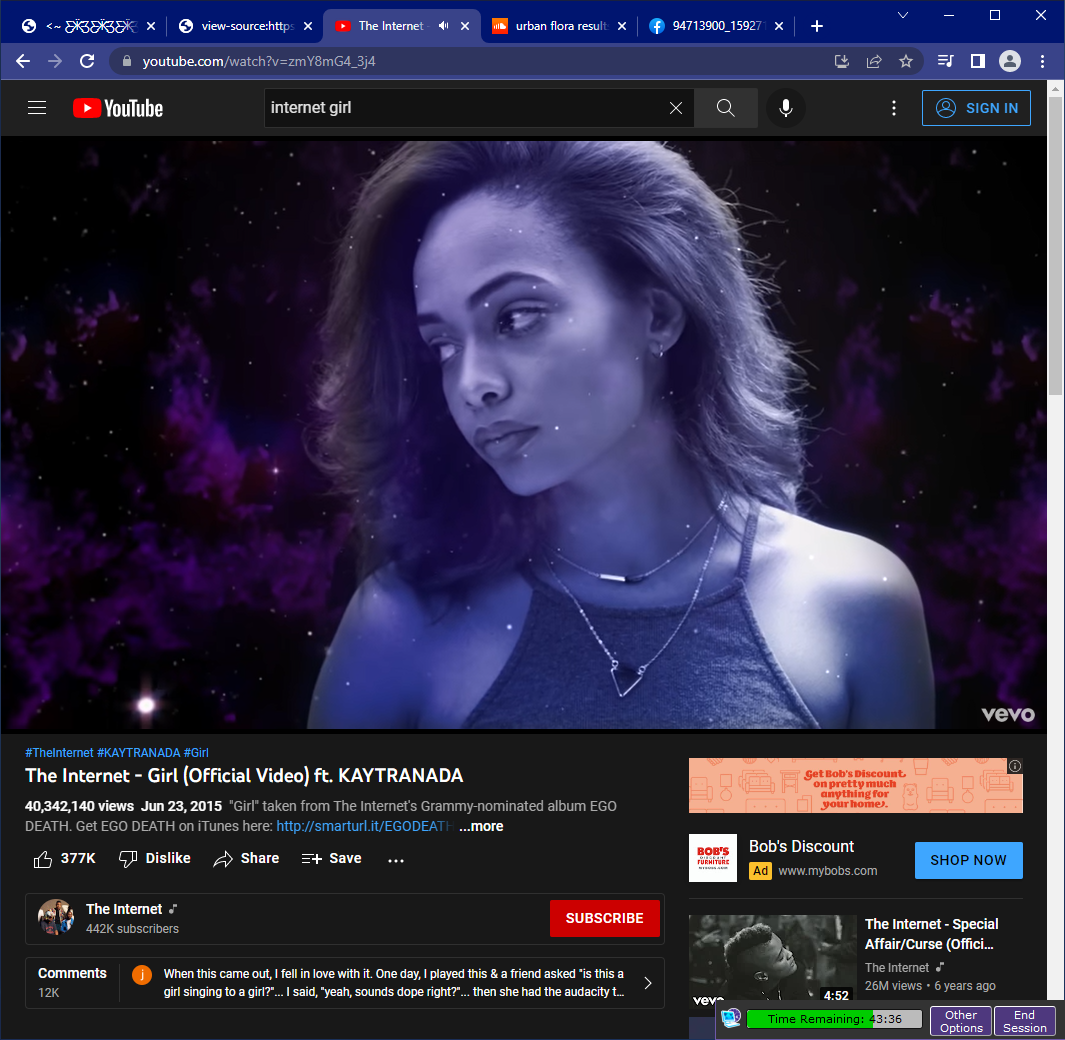 <~ Ƹ̵̡Ӝ̵̨̄Ʒ
view-source:https
The Internet -
urban flora results
94713900_159271
youtube.com/watch?v=zmY8mG4_3j4
YouTube
internet girl
SIGN IN
vevo
#TheInternet #KAYTRANADA #Girl
The Internet - Girl (Official Video) ft. KAYTRANADA
40,342,140 views Jun 23, 2015 "Girl" taken from The Internet's Grammy-nominated album EGO
DEATH. Get EGO DEATH on iTunes here: http://smarturl.it/EGODEATH ...more
377K Dislike Share Save ...
The Internet
442K subscribers
SUBSCRIBE
Comments
12K
j
When this came out, I fell in love with it. One day, I played this & a friend asked "is this a
girl singing to a girl?"... I said, "yeah, sounds dope right?"... then she had the audacity t...
Get Bob's Discount
on pretty much
anything for
your home.
BOB'S
DISCOUNT
FURNITURE
Bob's Discount
Ad www.mybobs.com
SHOP NOW
vevo
4:52
The Internet - Special
Affair/Curse (Offici...
The Internet
26M views • 6 years ago
Time Remaining: 43:36
Other
Options
End
Session